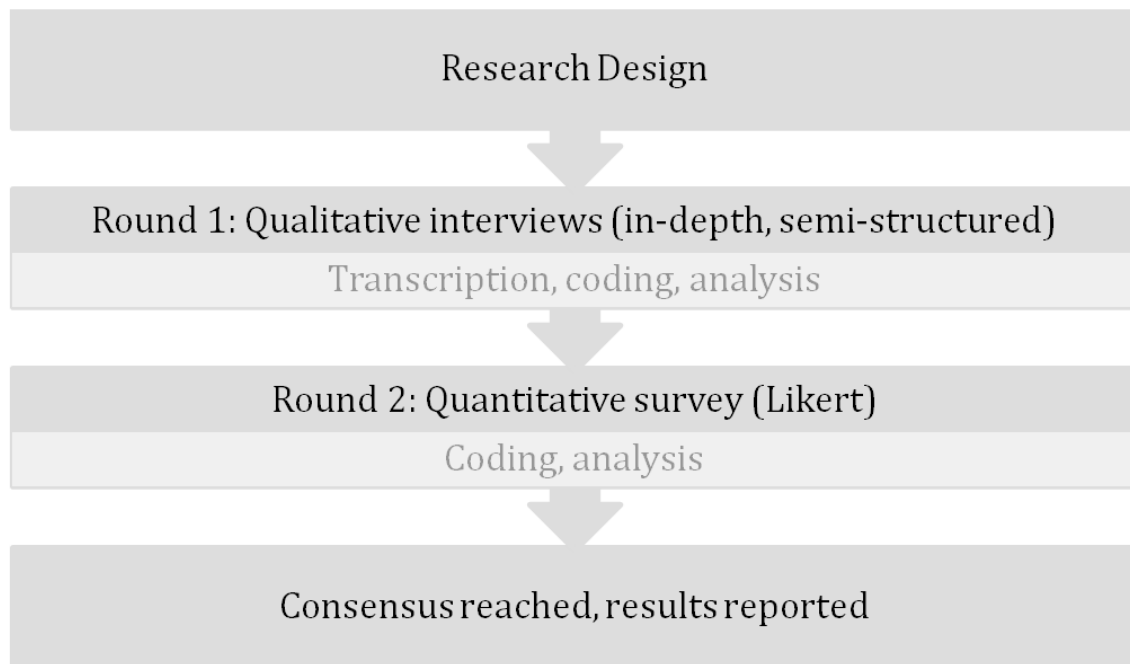 Research Design
Round 1: Qualitative interviews (in-depth, semi-structured)
Transcription, coding, analysis
Round 2: Quantitative survey (Likert)
Coding, analysis
Consensus reached, results reported